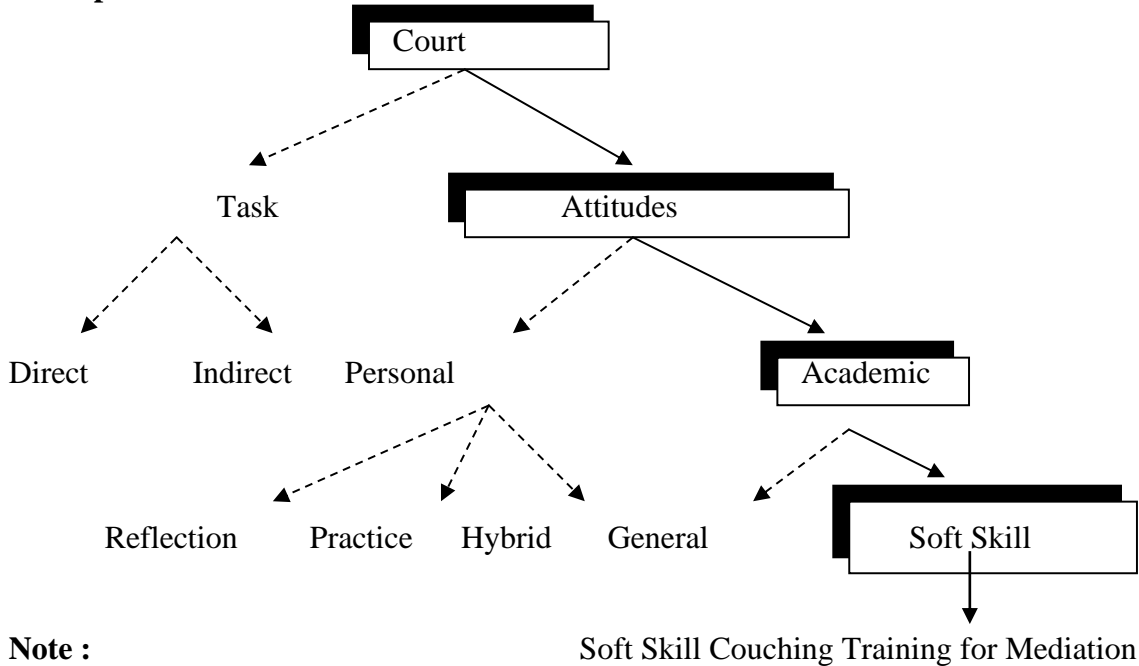 Court
Task Attitudes
Direct Indirect Personal Academic
Reflection Practice Hybrid General Soft Skill
Note : Soft Skill Couching Training for Mediation